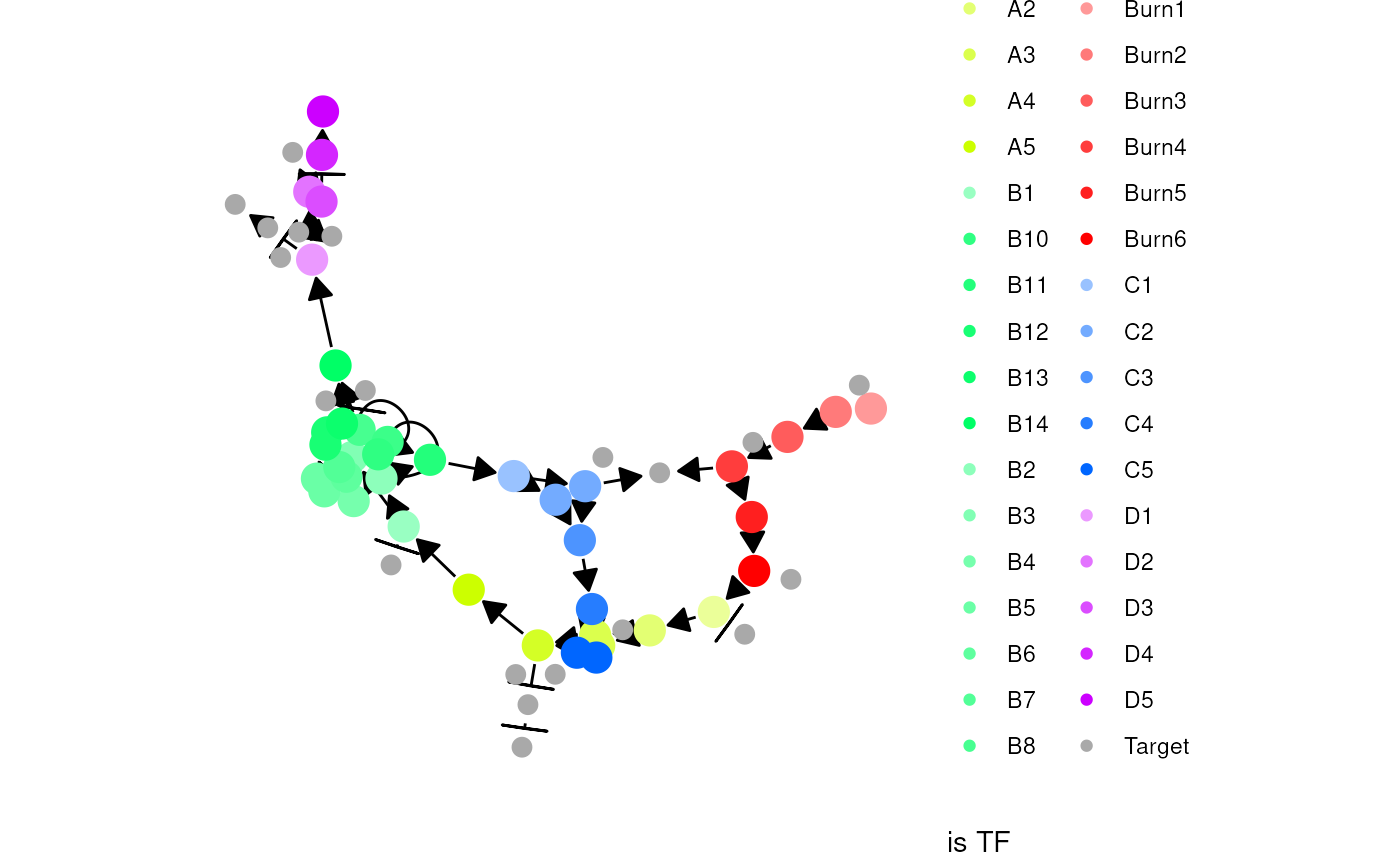 A2 Burn1
A3 Burn2
A4 Burn3
A5 Burn4
B1 Burn5
B10 Burn6
B11 C1
B12 C2
B13 C3
B14 C4
B2 C5
B3 D1
B4 D2
B5 D3
B6 D4
B7 D5
B8 Target
is TF